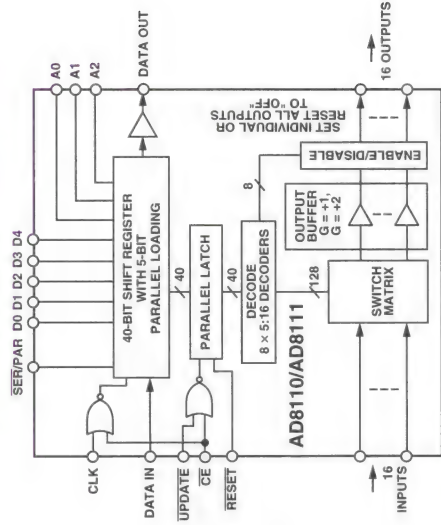 SER/PAR D0 D1 D2 D3 D4
A0
A1
A2
CLK
DATA IN
UPDATE
CE
RESET
40-BIT SHIFT REGISTER
WITH 5-BIT
PARALLEL LOADING
DATA OUT
40
PARALLEL LATCH
40
DECODE
8 × 5:16 DECODERS
8
128
SET INDIVIDUAL OR
RESET ALL OUTPUTS
TO "OFF"
AD8110/AD8111
OUTPUT
BUFFER
G = +1,
G = +2
SWITCH
MATRIX
ENABLE/DISABLE
16
INPUTS
16 OUTPUTS